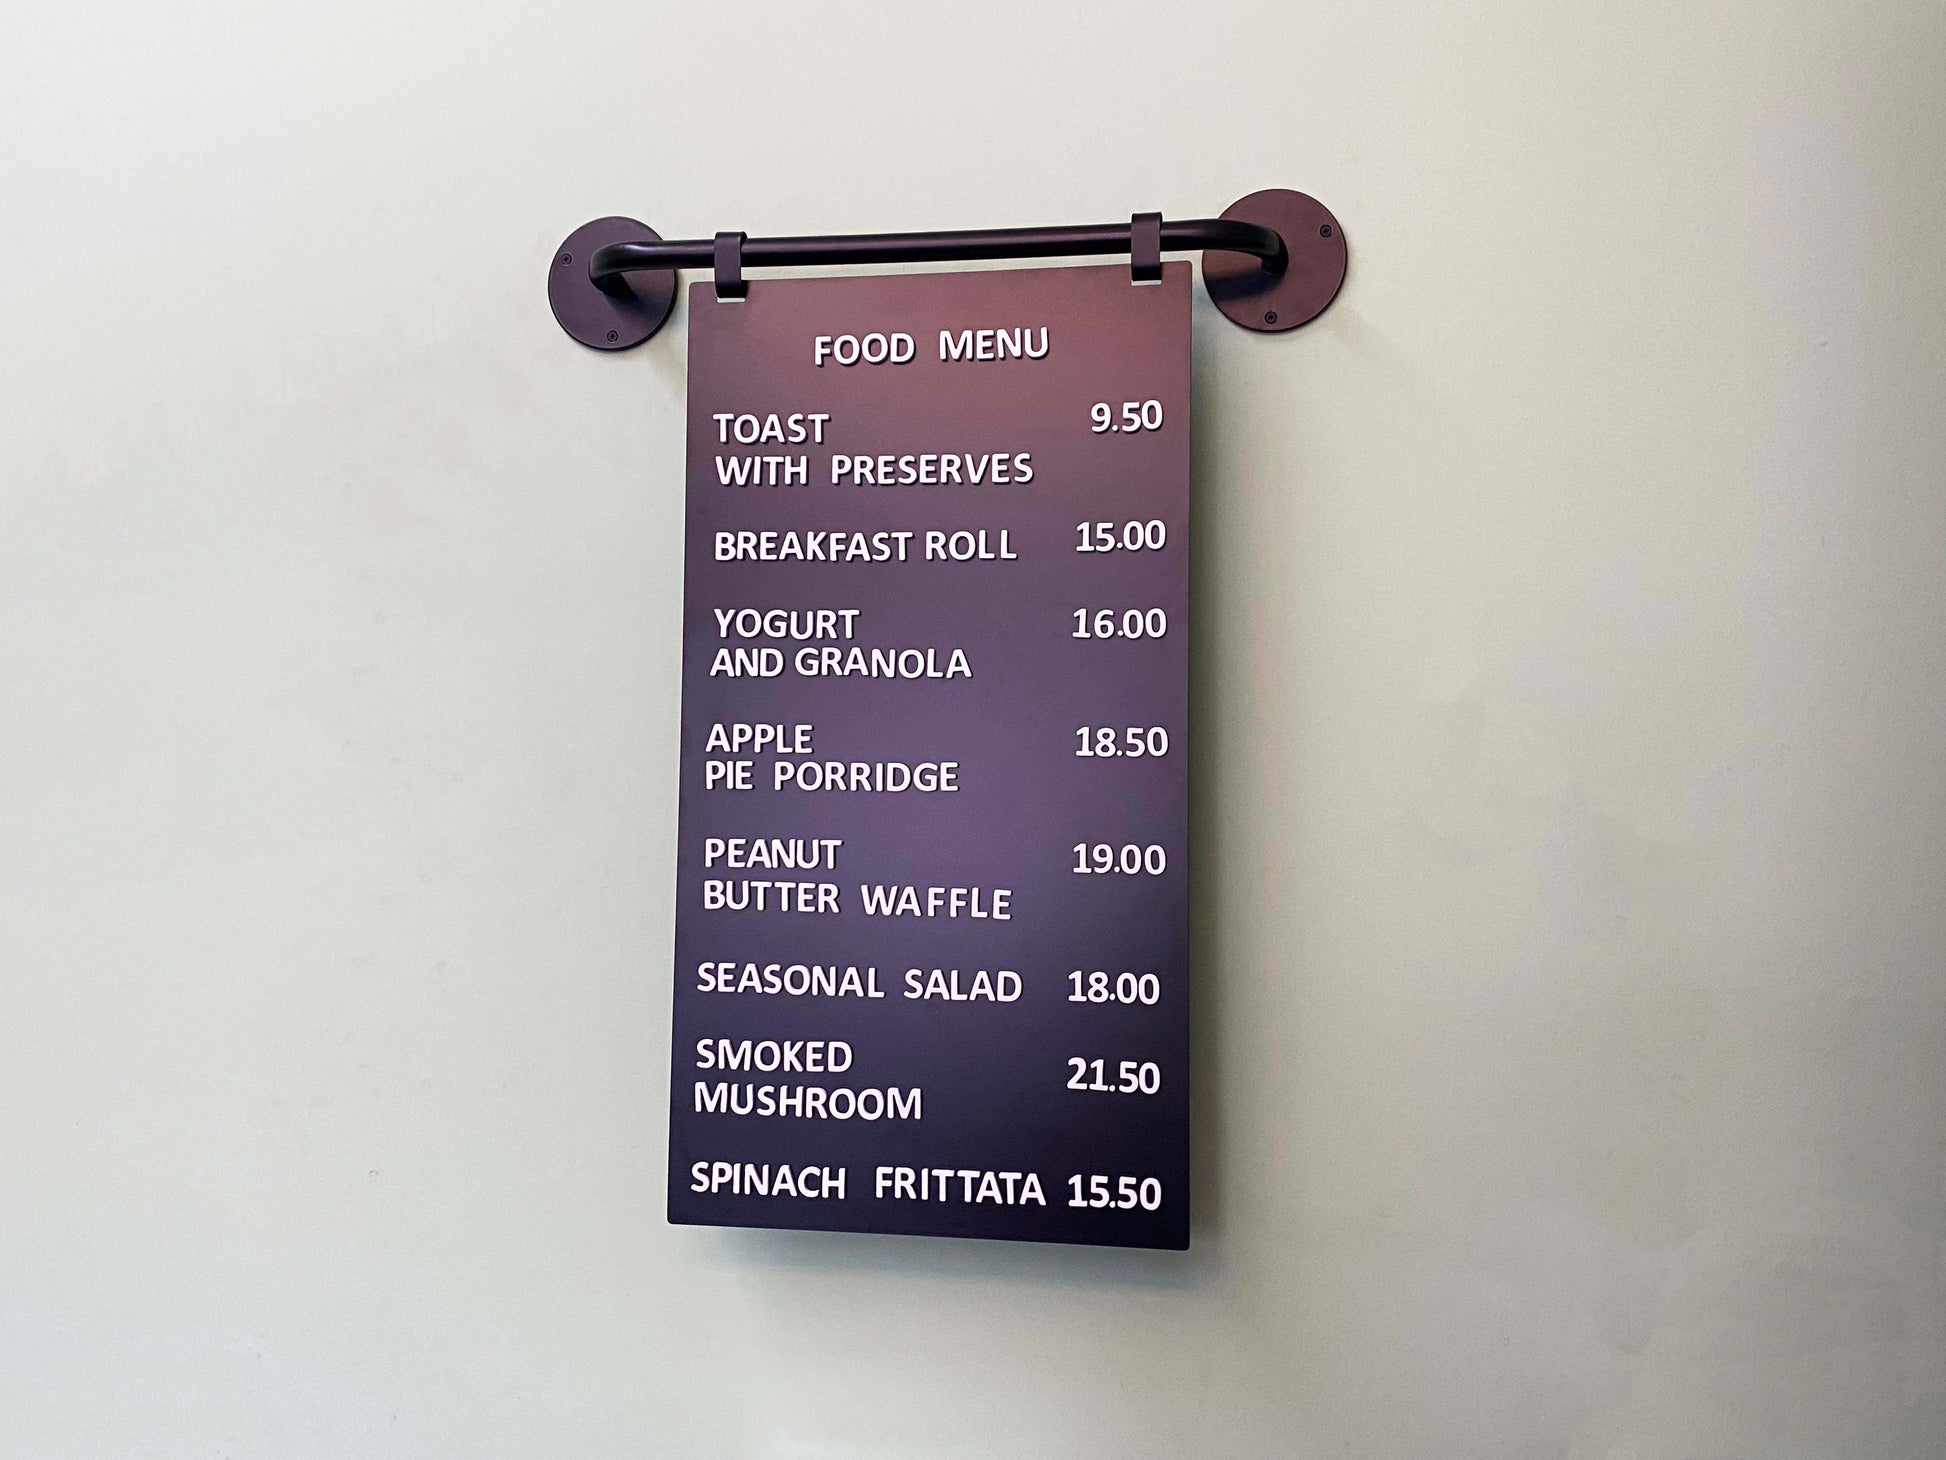 FOOD MENU
TOAST 9.50
WITH PRESERVES
BREAKFAST ROLL 15.00
YOGURT 16.00
AND GRANOLA
APPLE 18.50
PIE PORRIDGE
PEANUT 19.00
BUTTER WAFFLE
SEASONAL SALAD 18.00
SMOKED 21.50
MUSHROOM
SPINACH FRITTATA 15.50